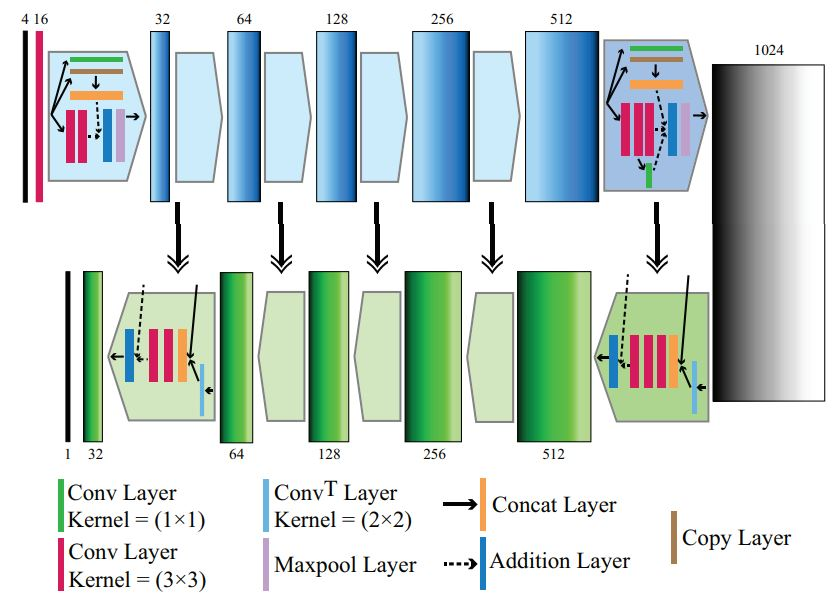 4 16 32 64 128 256 512
1024
1 32 64 128 256 512
Conv Layer
Kernel = (1×1)
ConvT Layer
Kernel = (2×2)
Concat Layer
Copy Layer
Conv Layer
Kernel = (3×3)
Maxpool Layer
Addition Layer